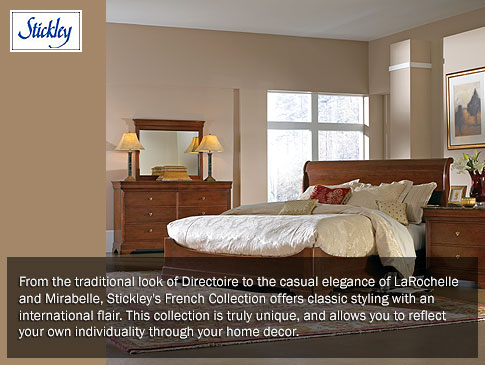 Stickley
From the traditional look of Directoire to the casual elegance of LaRochelle
and Mirabelle, Stickley's French Collection offers classic styling with an
international flair. This collection is truly unique, and allows you to reflect
your own individuality through your home decor.